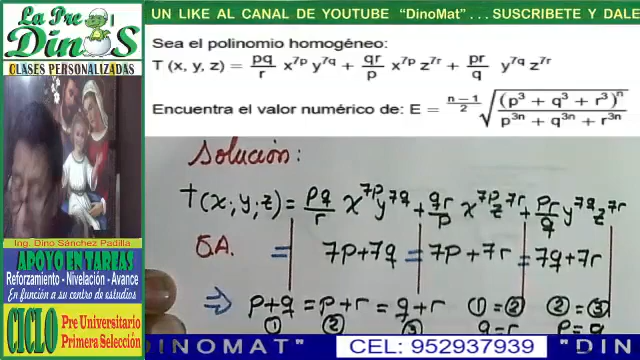 La Pre
DinoS
CLASES PERSONALIZADAS
UN LIKE AL CANAL DE YOUTUBE "DinoMat" . . . SUSCRIBETE Y DALE
Sea el polinomio homogéneo:
T (x, y, z) = pq/r x^7p y^7q + qr/p x^7p z^7r + pr/q y^7q z^7r
Encuentra el valor numérico de: E = ^((n−1)/2)√((p^3 + q^3 + r^3)^n / (p^3n + q^3n + r^3n))
Solución:
T(x;y;z) = pq/r x^7p y^7q + qr/p x^7p z^7r + pr/q y^7q z^7r
G.A. = 7p+7q = 7p+7r = 7q+7r
⇒ p+q = p+r = q+r ① = ② ② = ③
① ② ③ q=r p=q
Ing. Dino Sánchez Padilla
APOYO EN TAREAS
Reforzamiento - Nivelación - Avance
En función a su centro de estudios
CICLO Pre Universitario
Primera Selección
DINOMAT" CEL: 952937939 "DIN